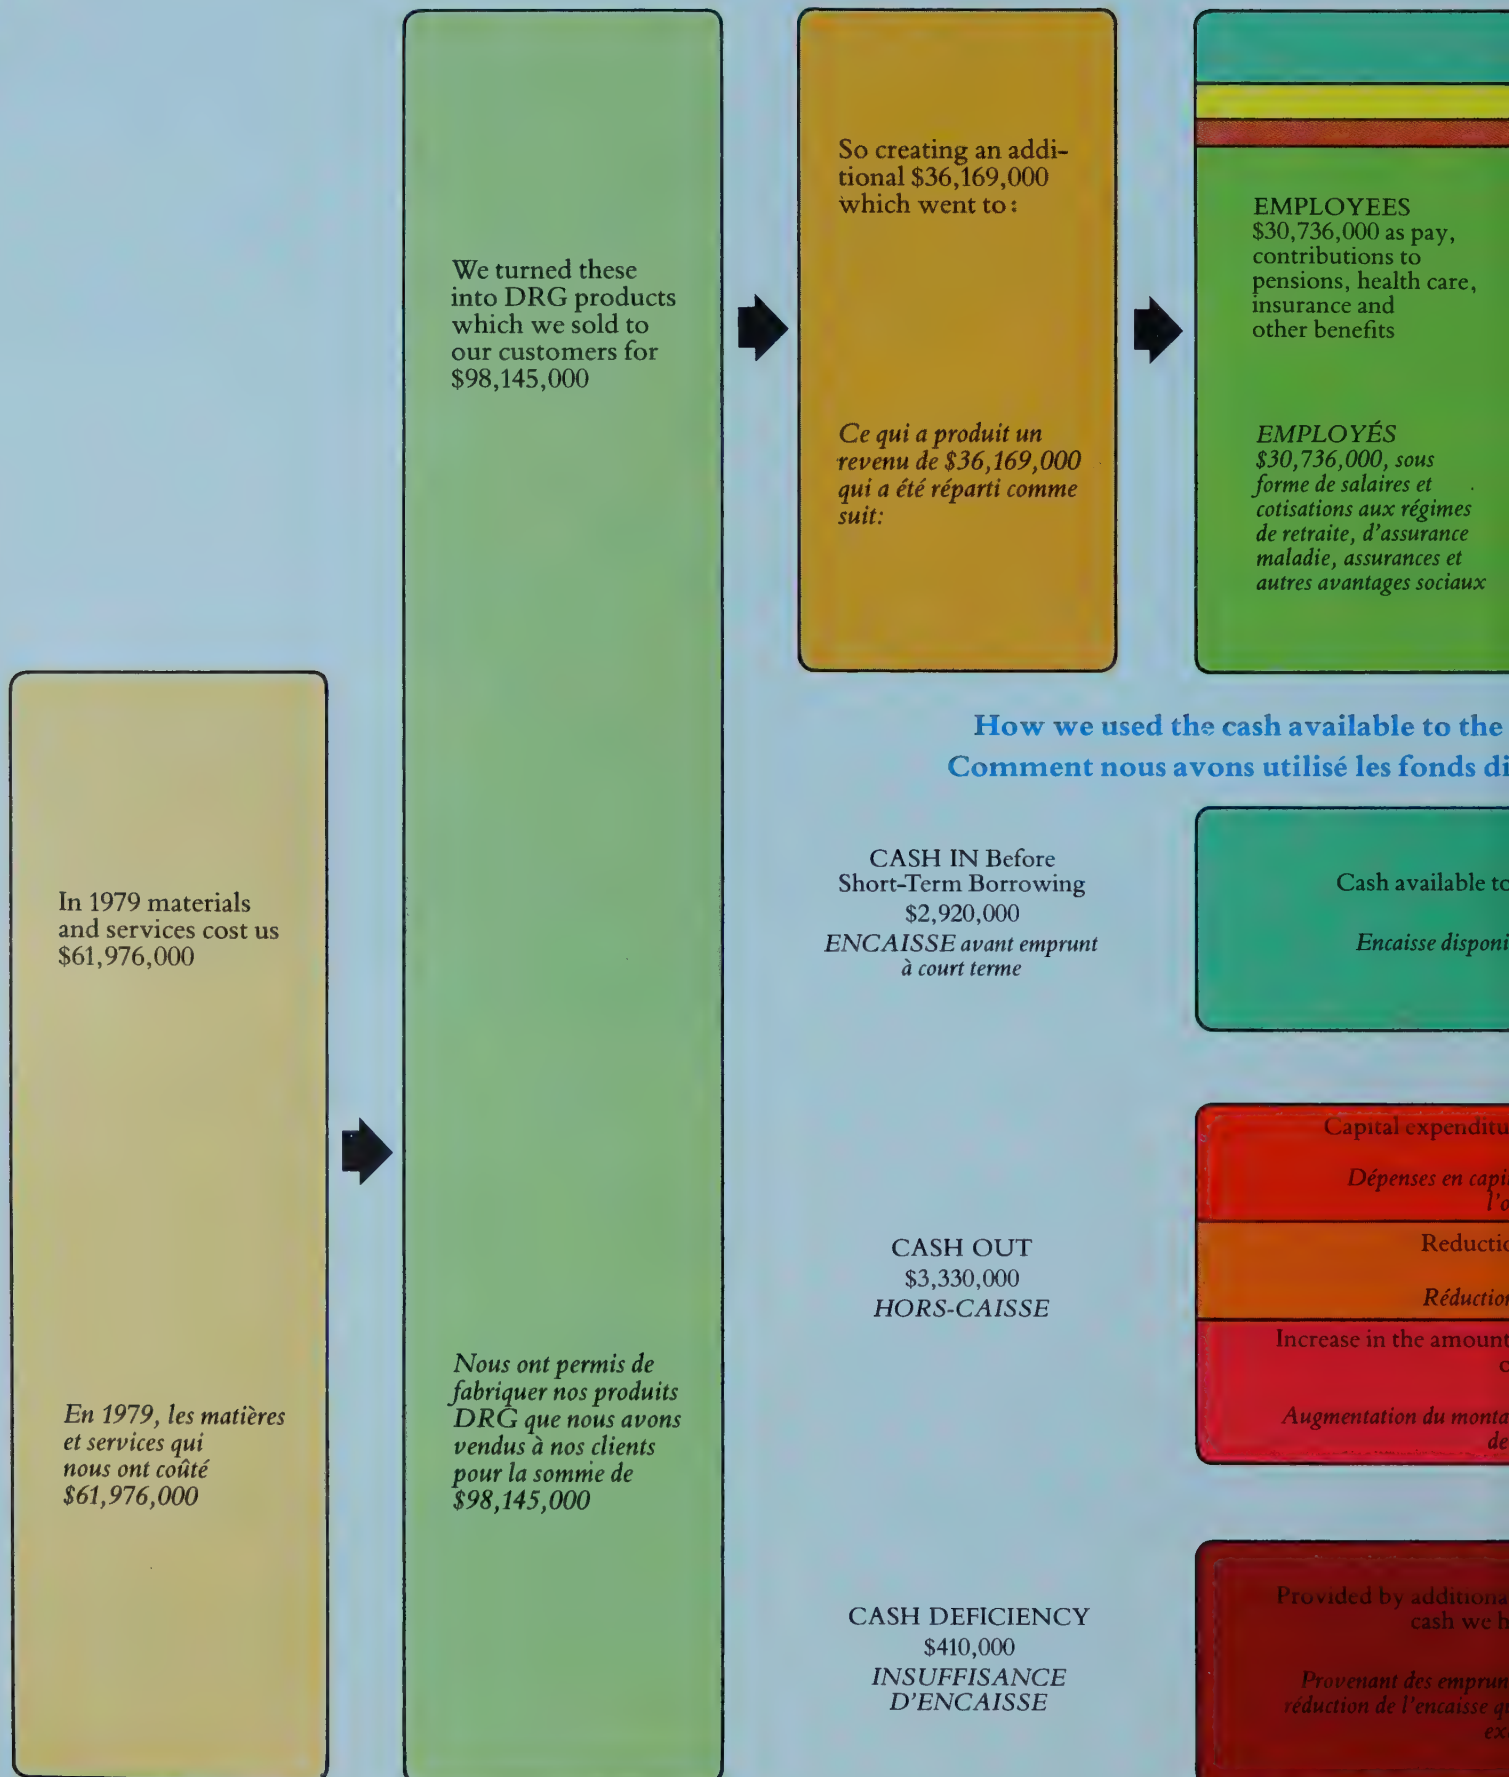 In 1979 materials
and services cost us
$61,976,000
En 1979, les matières
et services qui
nous ont coûté
$61,976,000
We turned these
into DRG products
which we sold to
our customers for
$98,145,000
Nous ont permis de
fabriquer nos produits
DRG que nous avons
vendus à nos clients
pour la somme de
$98,145,000
So creating an addi-
tional $36,169,000
which went to:
Ce qui a produit un
revenu de $36,169,000
qui a été réparti comme
suit:
EMPLOYEES
$30,736,000 as pay,
contributions to
pensions, health care,
insurance and
other benefits
EMPLOYÉS
$30,736,000, sous
forme de salaires et
cotisations aux régimes
de retraite, d'assurance
maladie, assurances et
autres avantages sociaux
How we used the cash available to the
Comment nous avons utilisé les fonds
CASH IN Before
Short-Term Borrowing
$2,920,000
ENCAISSE avant emprunt
à court terme
Cash available to
Encaisse
CASH OUT
$3,330,000
HORS-CAISSE
Capital
Dépenses en
Increase in the amount
Augmentation du
CASH DEFICIENCY
$410,000
INSUFFISANCE
D'ENCAISSE
Provided by
cash we
Provenant des
réduction de l'encaisse